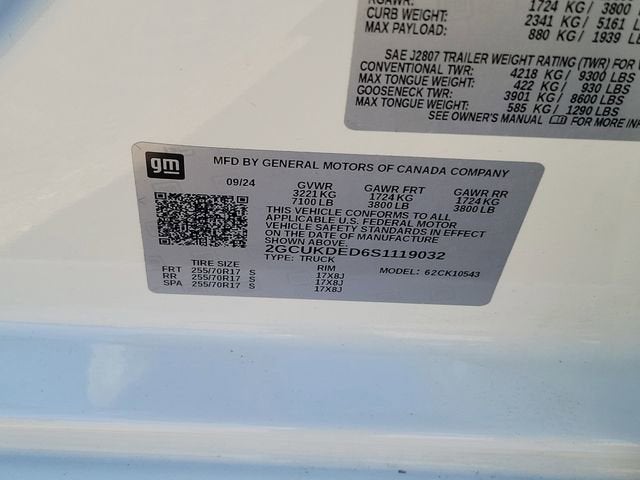 RGAWR: 1724 KG / 3800 LB
CURB WEIGHT: 2341 KG / 5161 LB
MAX PAYLOAD: 880 KG / 1939 LB
SAE J2807 TRAILER WEIGHT RATING (TWR) FOR
CONVENTIONAL TWR: 4218 KG / 9300 LBS
MAX TONGUE WEIGHT: 422 KG / 930 LBS
GOOSENECK TWR: 3901 KG / 8600 LBS
MAX TONGUE WEIGHT: 585 KG / 1290 LBS
SEE OWNER'S MANUAL FOR MORE INF
gm
MFD BY GENERAL MOTORS OF CANADA COMPANY
09/24 GVWR GAWR FRT GAWR RR
3221 KG 1724 KG 1724 KG
7100 LB 3800 LB 3800 LB
THIS VEHICLE CONFORMS TO ALL
APPLICABLE U.S. FEDERAL MOTOR
VEHICLE SAFETY STANDARDS IN
EFFECT ON THE DATE OF MANUFACTURE
SHOWN ABOVE.
2GCUKDED6S1119032
TYPE: TRUCK
TIRE SIZE RIM MODEL: 62CK10543
FRT 255/70R17 S 17X8J
RR 255/70R17 S 17X8J
SPA 255/70R17 S 17X8J